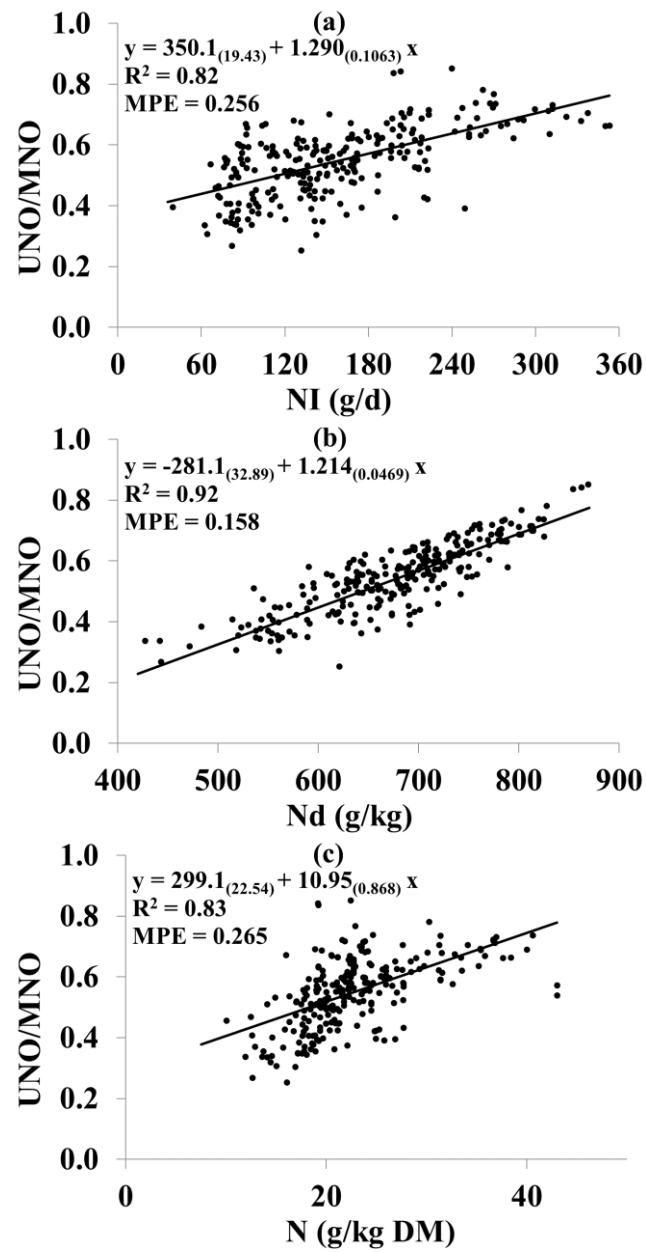 (a)
y = 350.1(19.43) + 1.290(0.1063) x
R² = 0.82
MPE = 0.256
1.0
0.8
0.6
0.4
0.2
0.0
UNO/MNO
0 60 120 180 240 300 360
NI (g/d)
(b)
y = -281.1(32.89) + 1.214(0.0469) x
R² = 0.92
MPE = 0.158
1.0
0.8
0.6
0.4
0.2
0.0
UNO/MNO
400 500 600 700 800 900
Nd (g/kg)
(c)
y = 299.1(22.54) + 10.95(0.868) x
R² = 0.83
MPE = 0.265
1.0
0.8
0.6
0.4
0.2
0.0
UNO/MNO
0 20 40
N (g/kg DM)